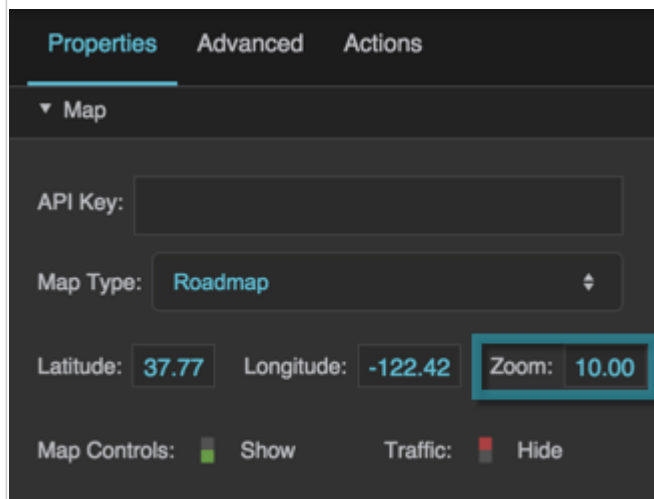 Properties Advanced Actions
Map
API Key:
Map Type: Roadmap
Latitude: 37.77 Longitude: -122.42 Zoom: 10.00
Map Controls: Show Traffic: Hide